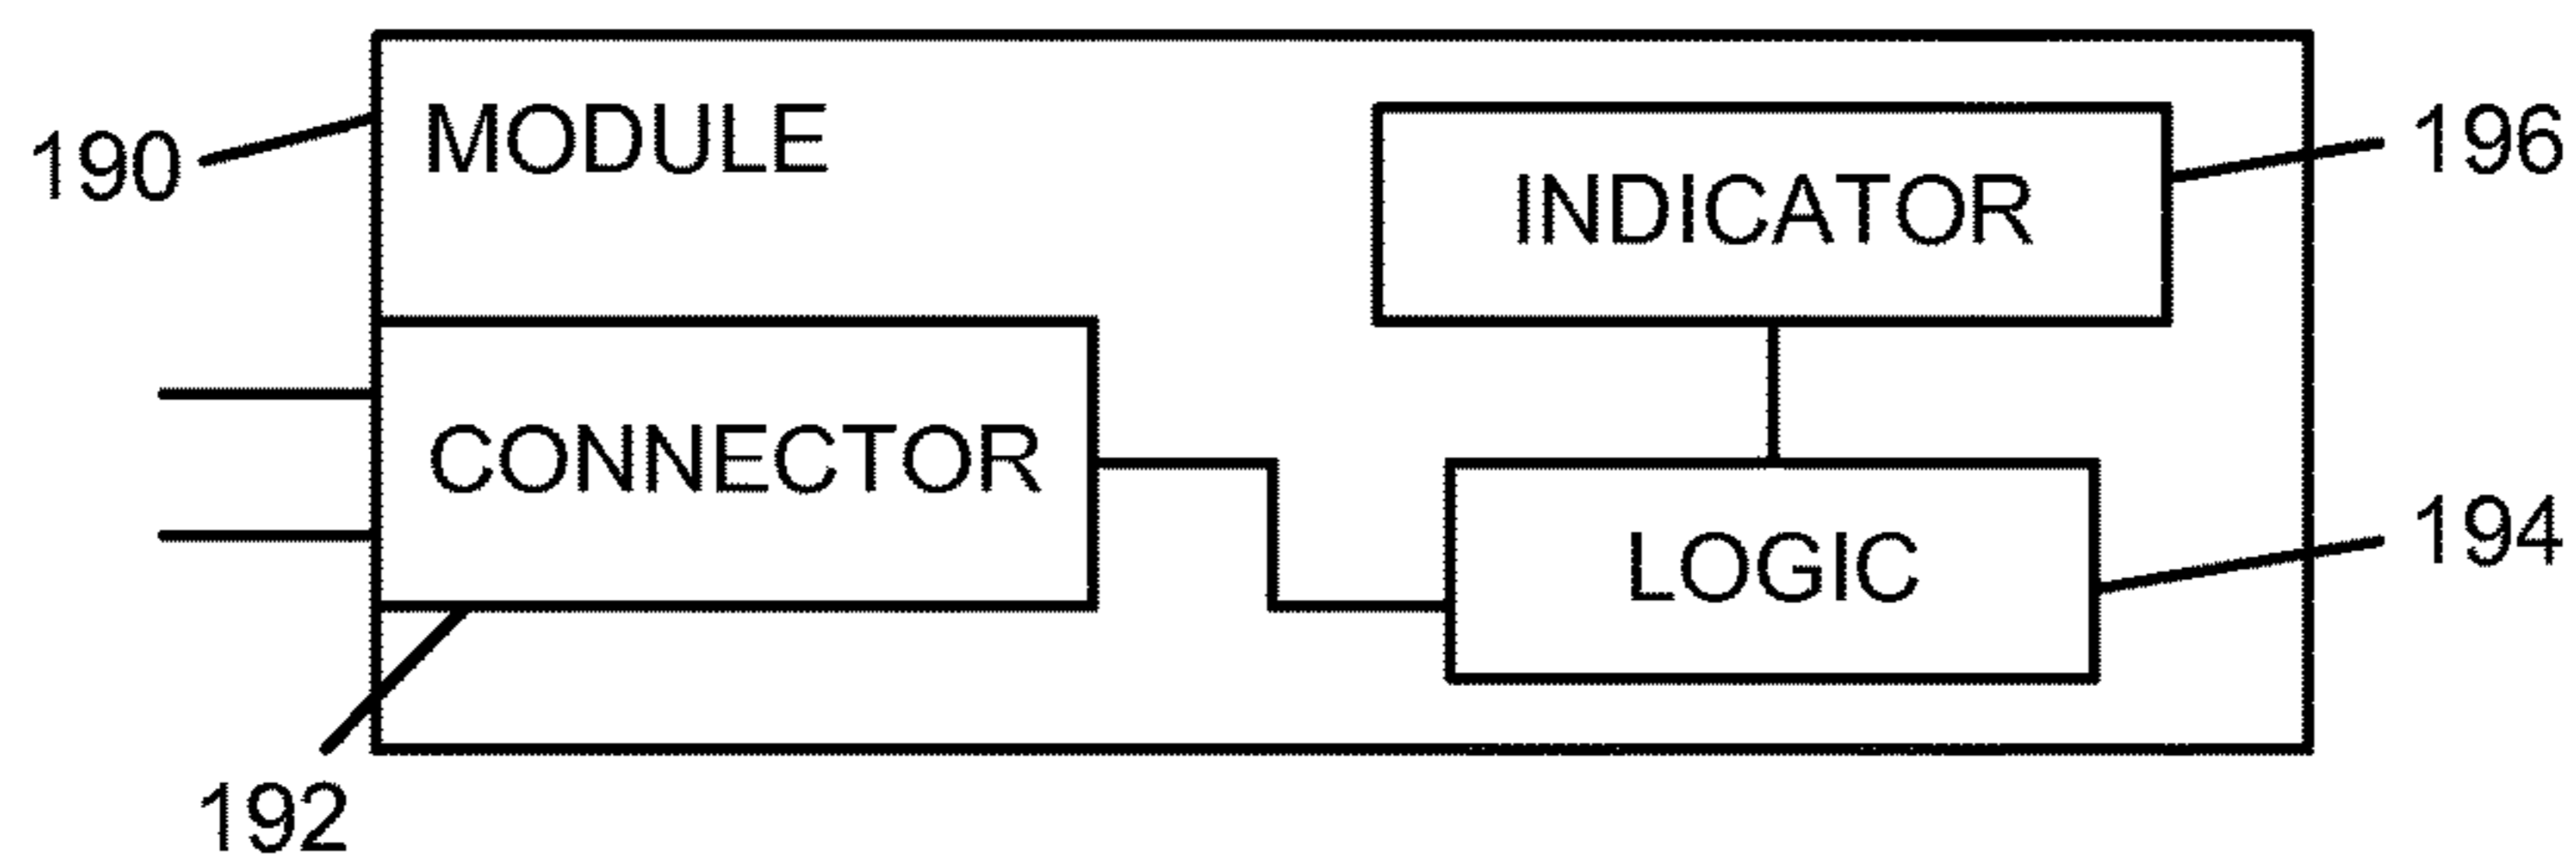 190
MODULE
INDICATOR
196
CONNECTOR
LOGIC
194
192